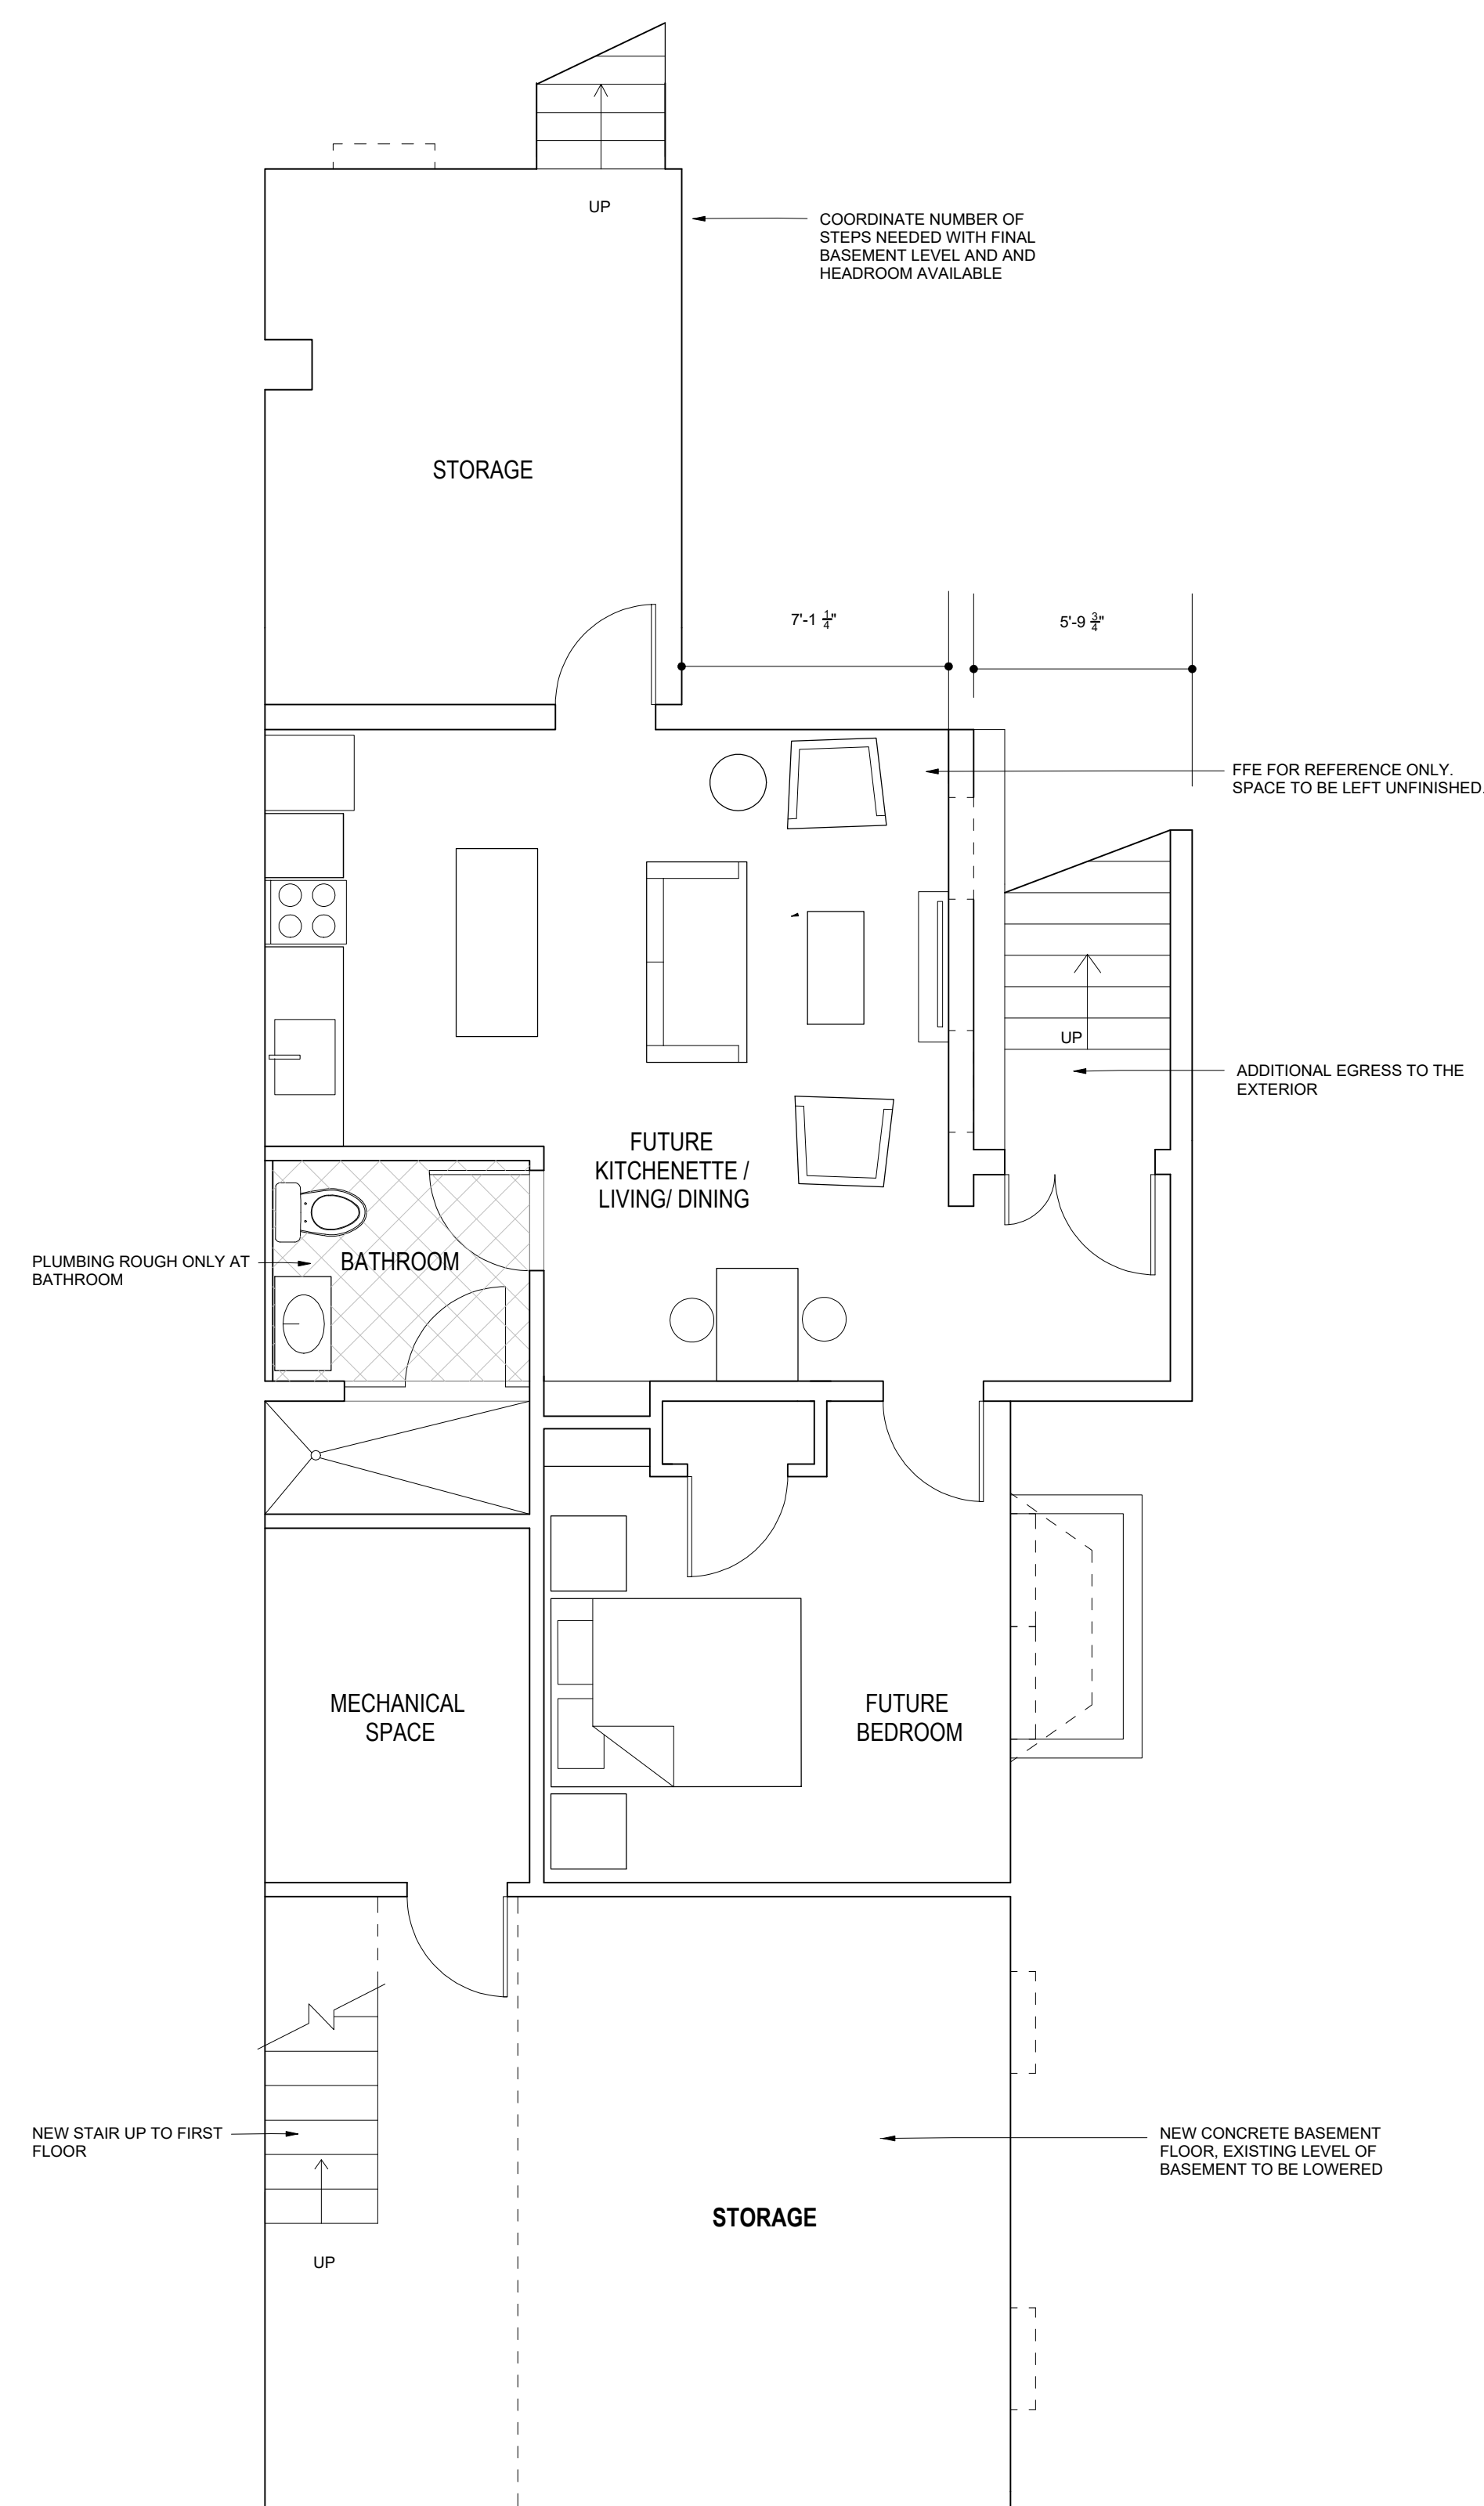 UP
COORDINATE NUMBER OF
STEPS NEEDED WITH FINAL
BASEMENT LEVEL AND AND
HEADROOM AVAILABLE
STORAGE
7'-1 1/4"
5'-9 3/4"
FFE FOR REFERENCE ONLY.
SPACE TO BE LEFT UNFINISHED.
UP
ADDITIONAL EGRESS TO THE
EXTERIOR
FUTURE
KITCHENETTE /
LIVING/ DINING
PLUMBING ROUGH ONLY AT
BATHROOM
BATHROOM
MECHANICAL
SPACE
FUTURE
BEDROOM
NEW STAIR UP TO FIRST
FLOOR
NEW CONCRETE BASEMENT
FLOOR, EXISTING LEVEL OF
BASEMENT TO BE LOWERED
STORAGE
UP